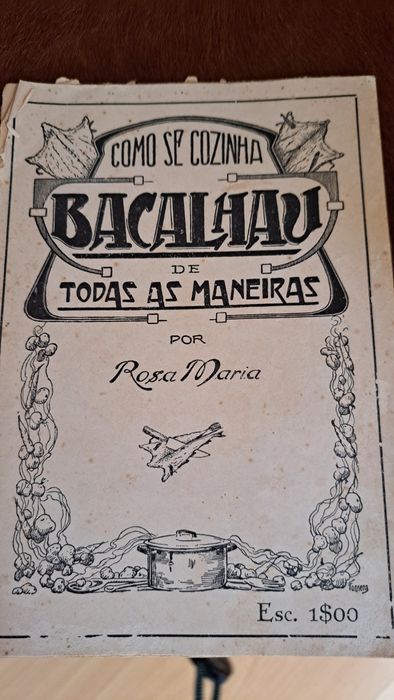 COMO SE COZINHA
BACALHAU
DE
TODAS AS MANEIRAS
POR
Rosa Maria
Esc. 1$00